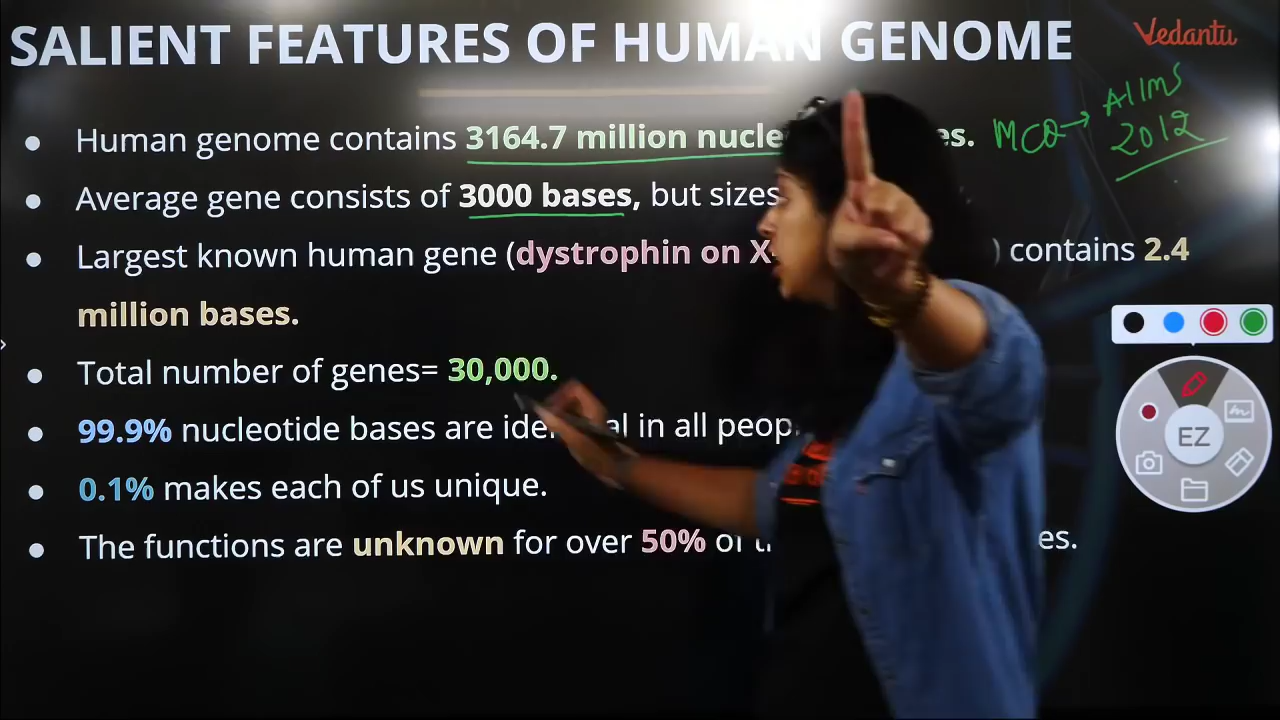 SALIENT FEATURES OF HUMAN GENOME
Vedantu
Human genome contains 3164.7 million nucle es.
MCQ→ AIIMS
2012
Average gene consists of 3000 bases, but sizes
Largest known human gene (dystrophin on X ) contains 2.4
million bases.
Total number of genes= 30,000.
99.9% nucleotide bases are ide al in all peop
0.1% makes each of us unique.
The functions are unknown for over 50% of es.
EZ